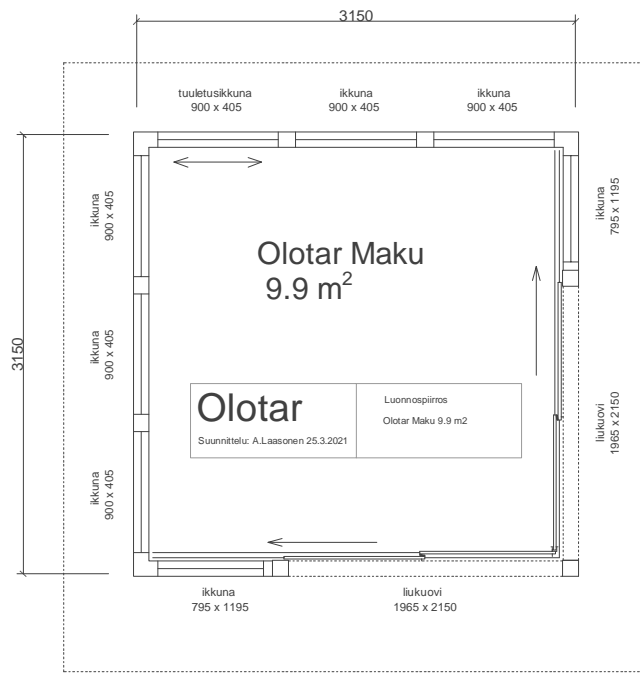 3150
tuuletusikkuna
900 x 405
ikkuna
900 x 405
ikkuna
900 x 405
ikkuna
900 x 405
ikkuna
795 x 1195
Olotar Maku
9.9 m²
3150
ikkuna
900 x 405
Olotar
Suunnittelu: A.Laasonen 25.3.2021
Luonnospiirros
Olotar Maku 9.9 m2
liukuovi
1965 x 2150
ikkuna
900 x 405
ikkuna
795 x 1195
liukuovi
1965 x 2150